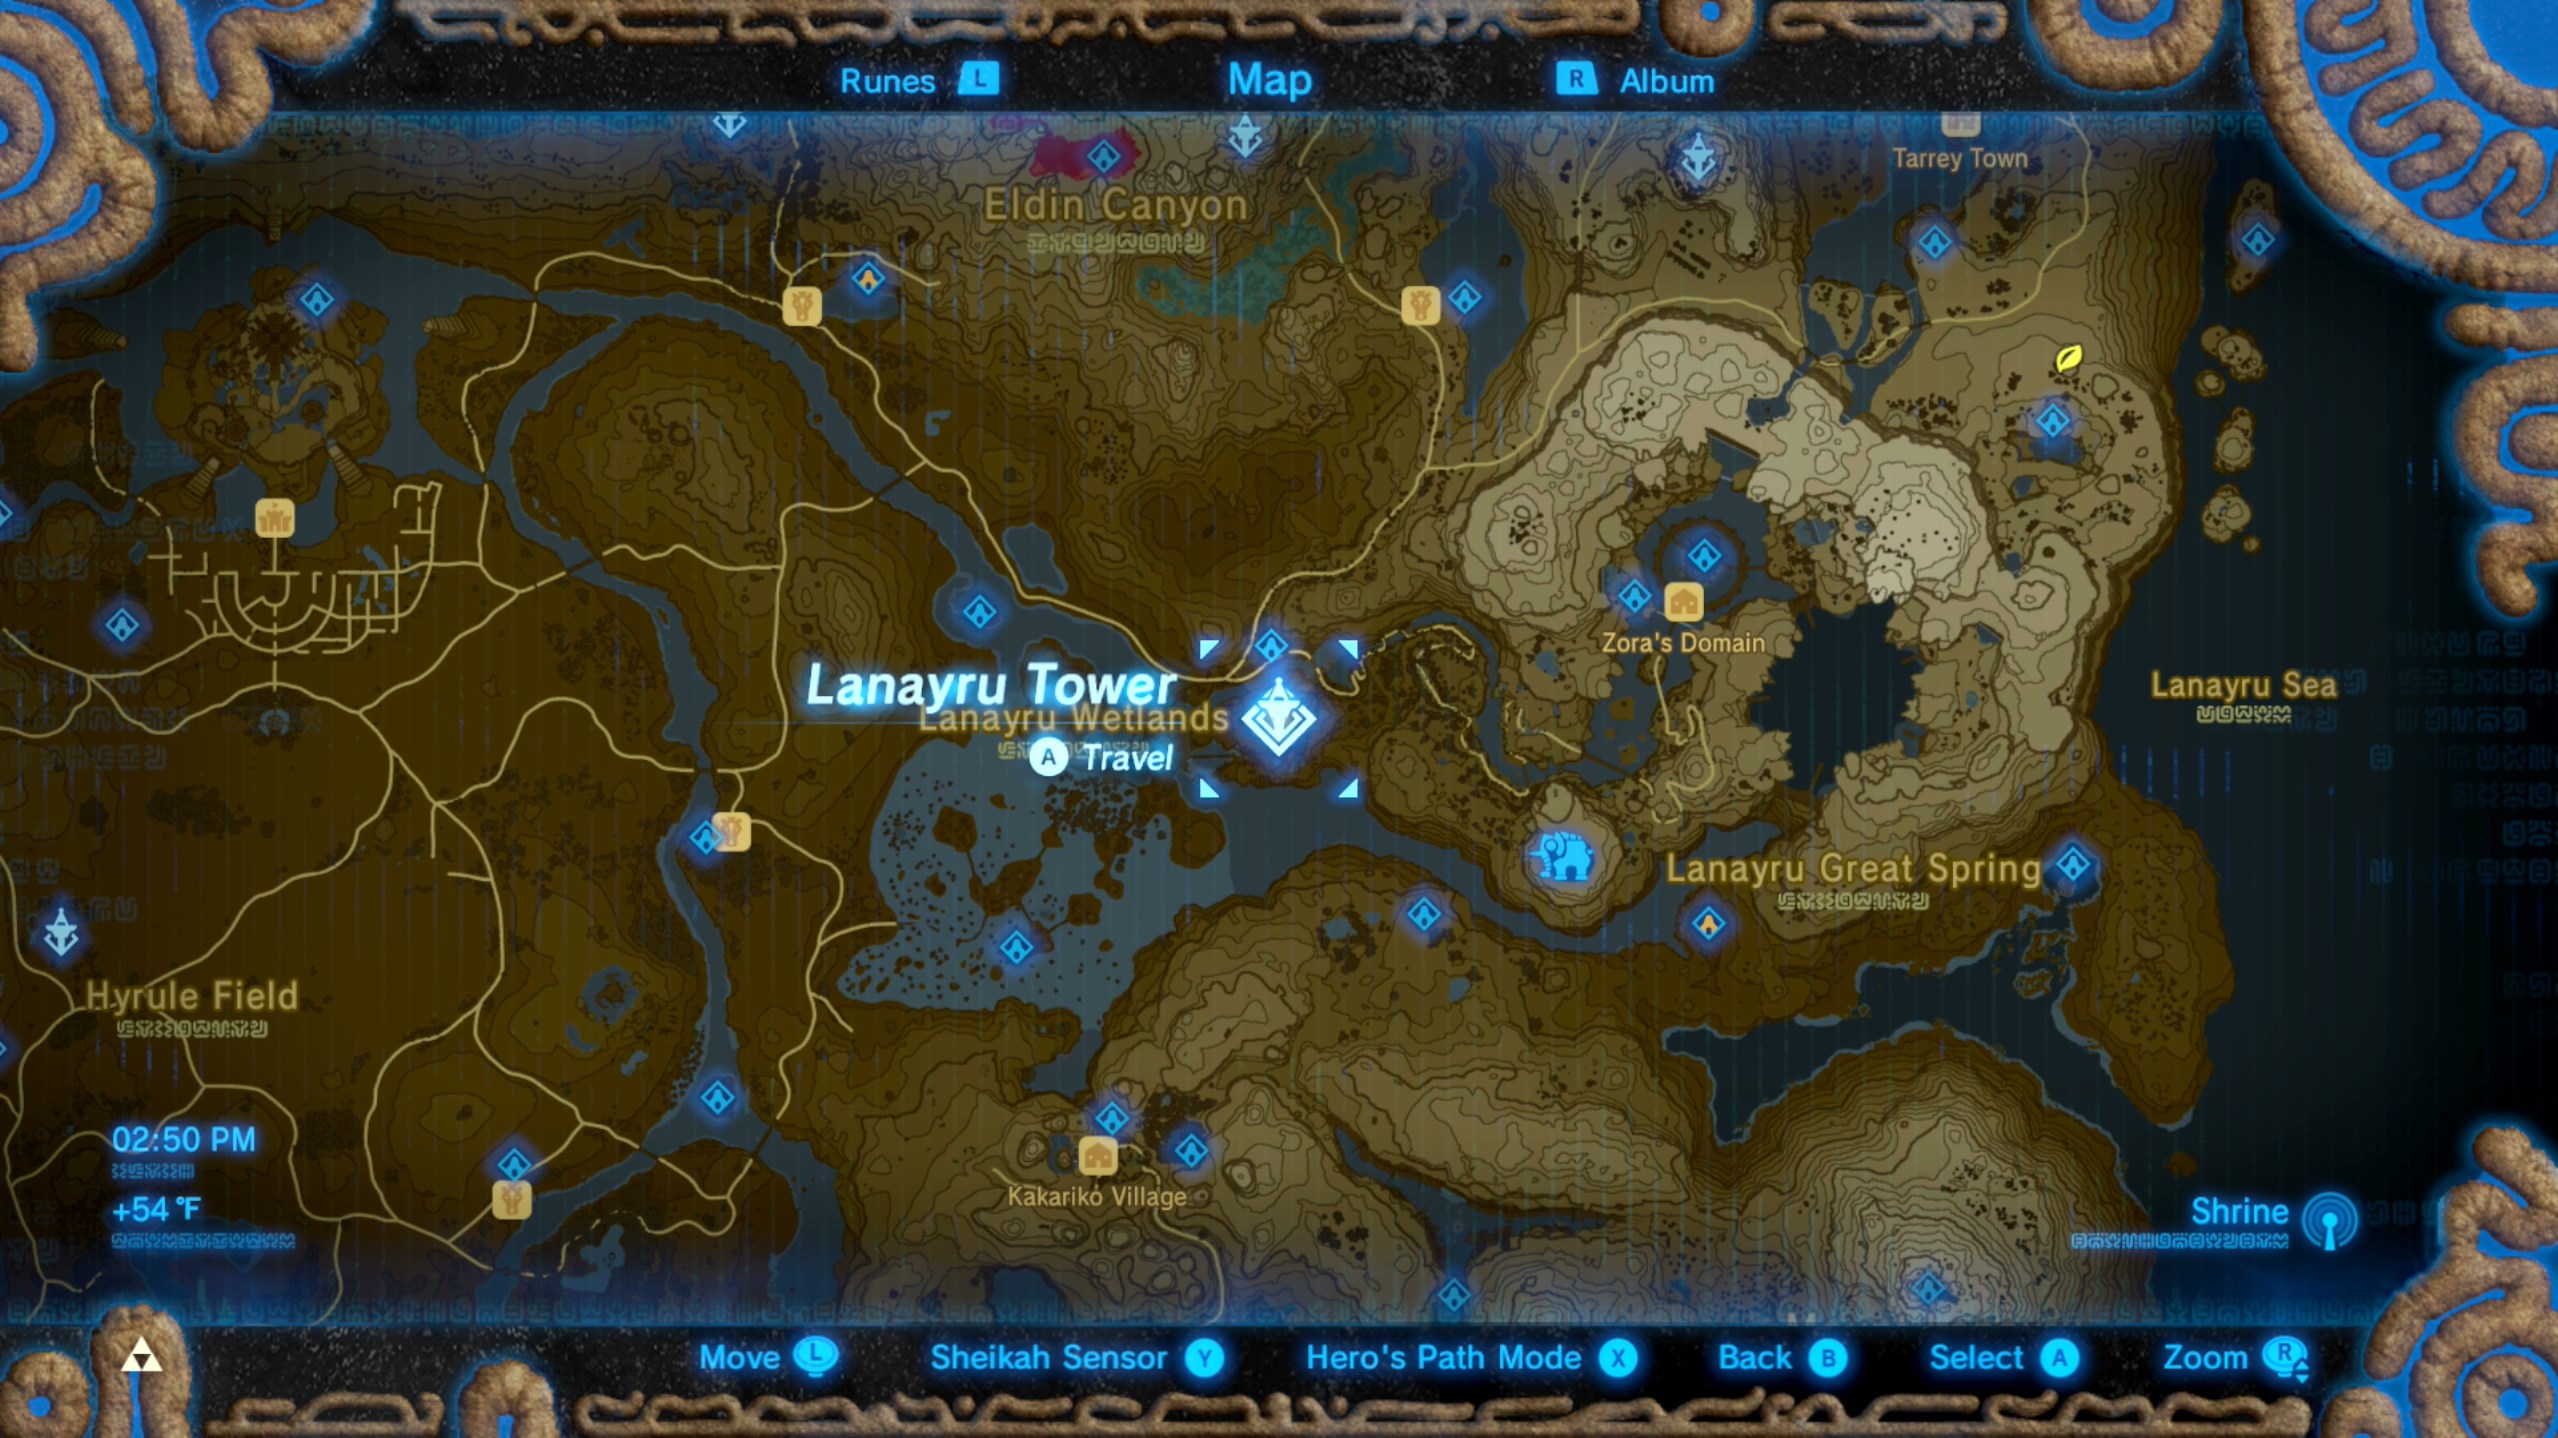 Runes L
Map
R Album
Tarrey Town
Eldin Canyon
Zora's Domain
Lanayru Tower
Lanayru Wetlands
A Travel
Lanayru Sea
Lanayru Great Spring
Hyrule Field
02:50 PM
+54 °F
Kakariko Village
Shrine
Move L
Sheikah Sensor Y
Hero's Path Mode X
Back B
Select A
Zoom R